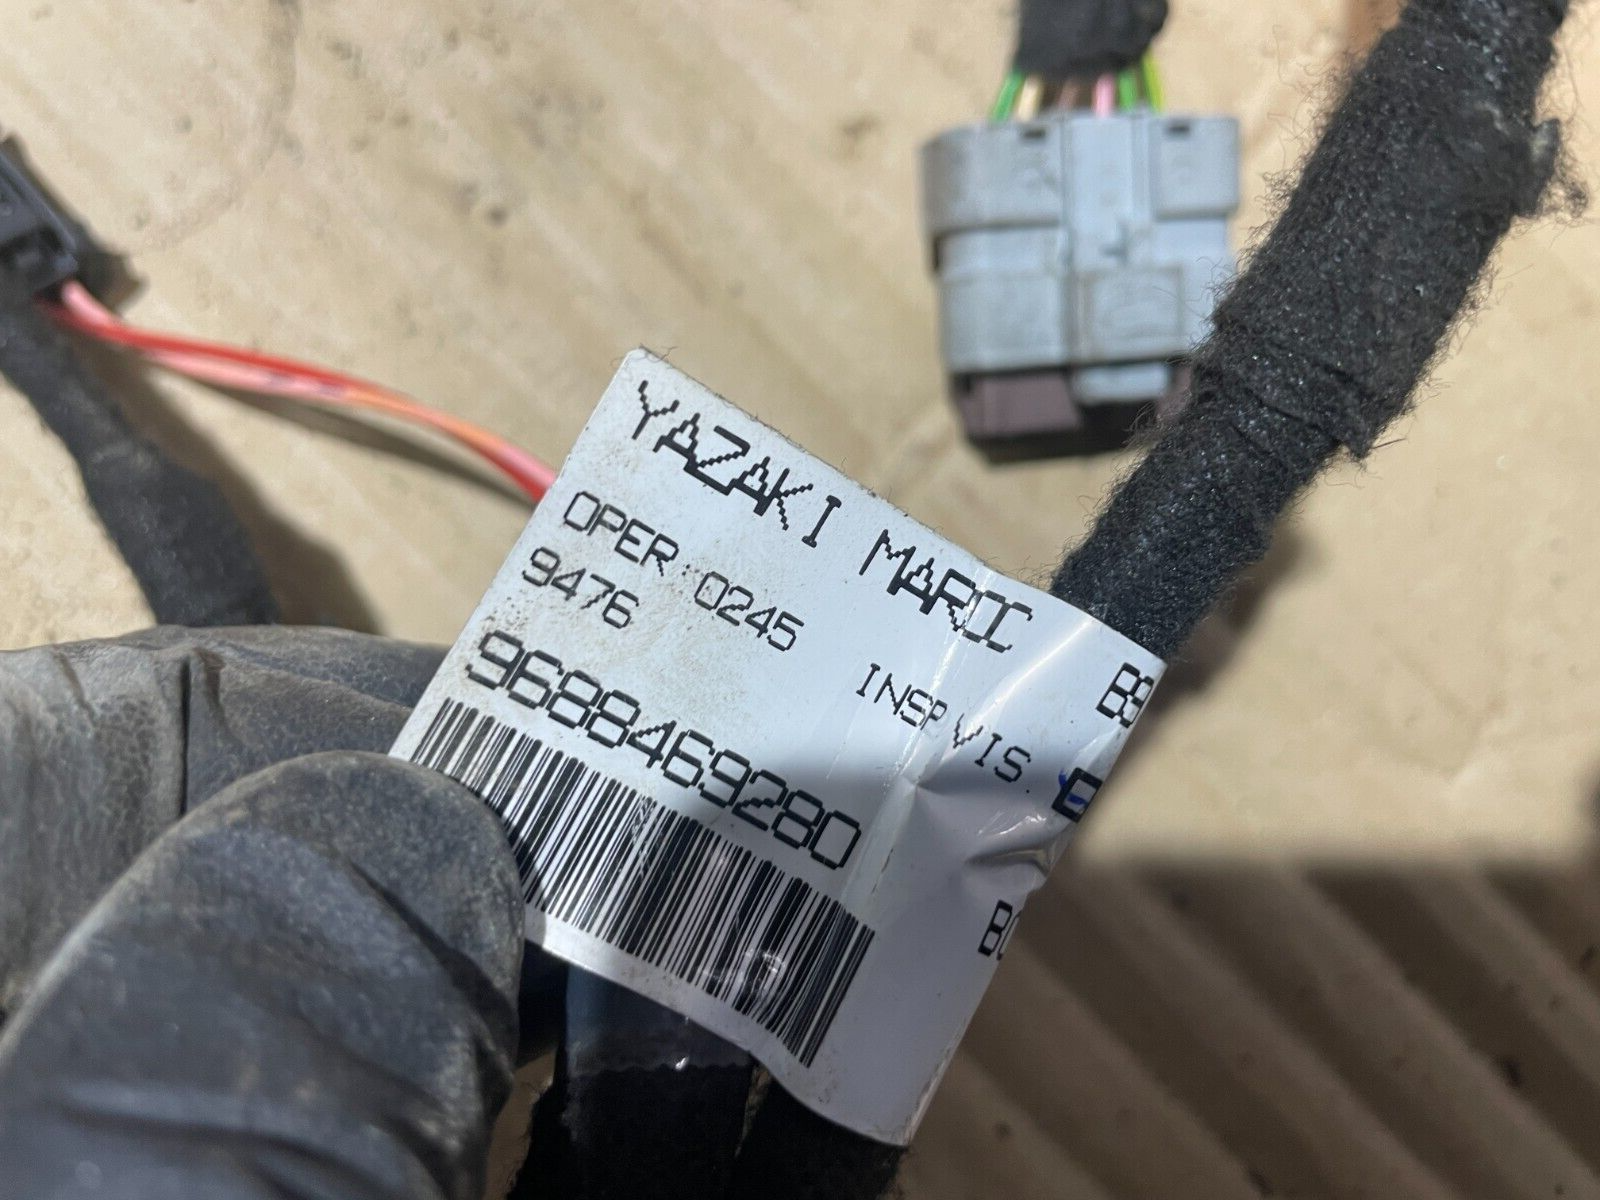 YAZAKI MAROC
OPER:0245
9476
INSP.VIS.
9688469280